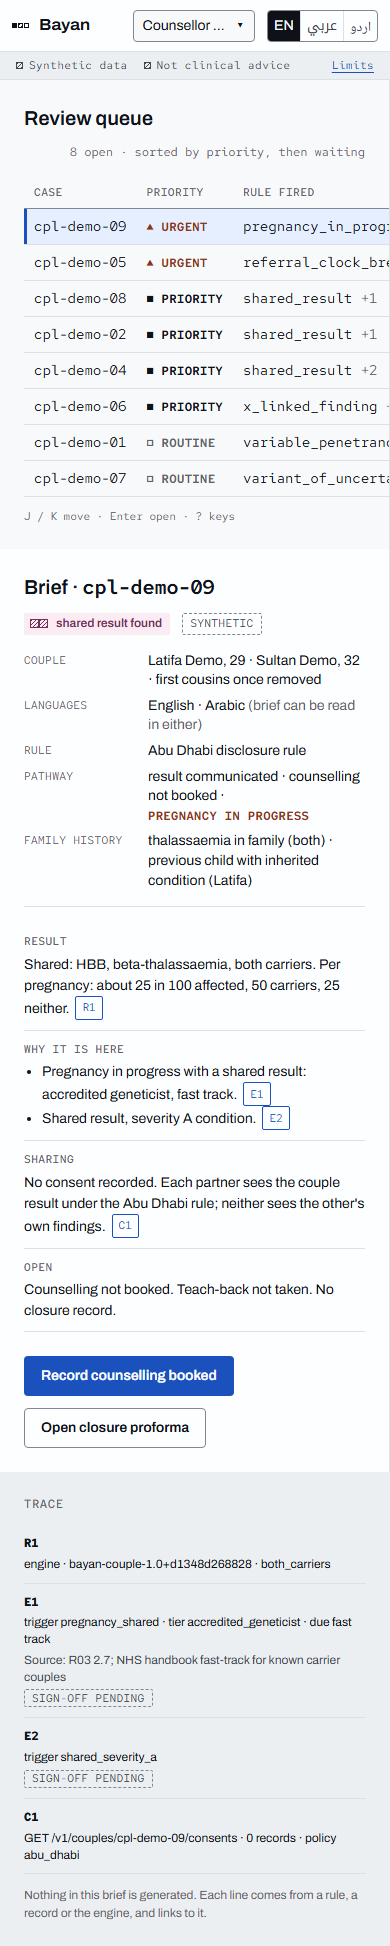 Bayan
Counsellor ...
EN
عربي
اردو
Synthetic data
Not clinical advice
Limits
Review queue
8 open · sorted by priority, then waiting
CASE PRIORITY RULE FIRED
cpl-demo-09 ▲ URGENT pregnancy_in_prog
cpl-demo-05 ▲ URGENT referral_clock_bre
cpl-demo-08 ■ PRIORITY shared_result +1
cpl-demo-02 ■ PRIORITY shared_result +1
cpl-demo-04 ■ PRIORITY shared_result +2
cpl-demo-06 ■ PRIORITY x_linked_finding
cpl-demo-01 □ ROUTINE variable_penetranc
cpl-demo-07 □ ROUTINE variant_of_uncerta
J / K move · Enter open · ? keys
Brief · cpl-demo-09
shared result found
SYNTHETIC
COUPLE
Latifa Demo, 29 · Sultan Demo, 32
· first cousins once removed
LANGUAGES
English · Arabic (brief can be read
in either)
RULE
Abu Dhabi disclosure rule
PATHWAY
result communicated · counselling
not booked ·
PREGNANCY IN PROGRESS
FAMILY HISTORY
thalassaemia in family (both) ·
previous child with inherited
condition (Latifa)
RESULT
Shared: HBB, beta-thalassaemia, both carriers. Per
pregnancy: about 25 in 100 affected, 50 carriers, 25
neither. R1
WHY IT IS HERE
• Pregnancy in progress with a shared result:
accredited geneticist, fast track. E1
• Shared result, severity A condition. E2
SHARING
No consent recorded. Each partner sees the couple
result under the Abu Dhabi rule; neither sees the other's
own findings. C1
OPEN
Counselling not booked. Teach-back not taken. No
closure record.
Record counselling booked
Open closure proforma
TRACE
R1
engine · bayan-couple-1.0+d1348d268828 · both_carriers
E1
trigger pregnancy_shared · tier accredited_geneticist · due fast
track
Source: R03 2.7; NHS handbook fast-track for known carrier
couples
SIGN-OFF PENDING
E2
trigger shared_severity_a
SIGN-OFF PENDING
C1
GET /v1/couples/cpl-demo-09/consents · 0 records · policy
abu_dhabi
Nothing in this brief is generated. Each line comes from a rule, a
record or the engine, and links to it.